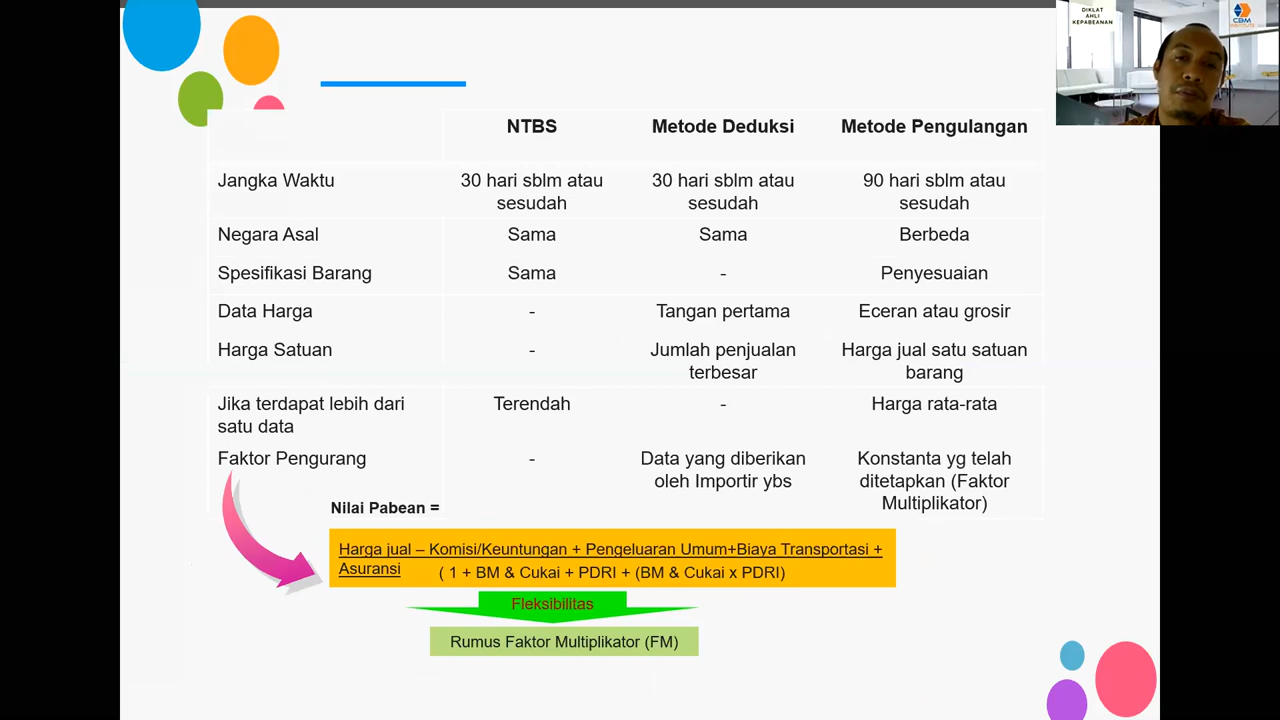 DIKLAT
AHLI
KEPABEANAN
CBM
INSTITUTE
NTBS Metode Deduksi Metode Pengulangan
Jangka Waktu 30 hari sblm atau sesudah 30 hari sblm atau sesudah 90 hari sblm atau sesudah
Negara Asal Sama Sama Berbeda
Spesifikasi Barang Sama - Penyesuaian
Data Harga - Tangan pertama Eceran atau grosir
Harga Satuan - Jumlah penjualan terbesar Harga jual satu satuan barang
Jika terdapat lebih dari satu data Terendah - Harga rata-rata
Faktor Pengurang - Data yang diberikan oleh Importir ybs Konstanta yg telah ditetapkan (Faktor Multiplikator)
Nilai Pabean =
Harga jual – Komisi/Keuntungan + Pengeluaran Umum+Biaya Transportasi +
Asuransi ( 1 + BM & Cukai + PDRI + (BM & Cukai x PDRI)
Fleksibilitas
Rumus Faktor Multiplikator (FM)